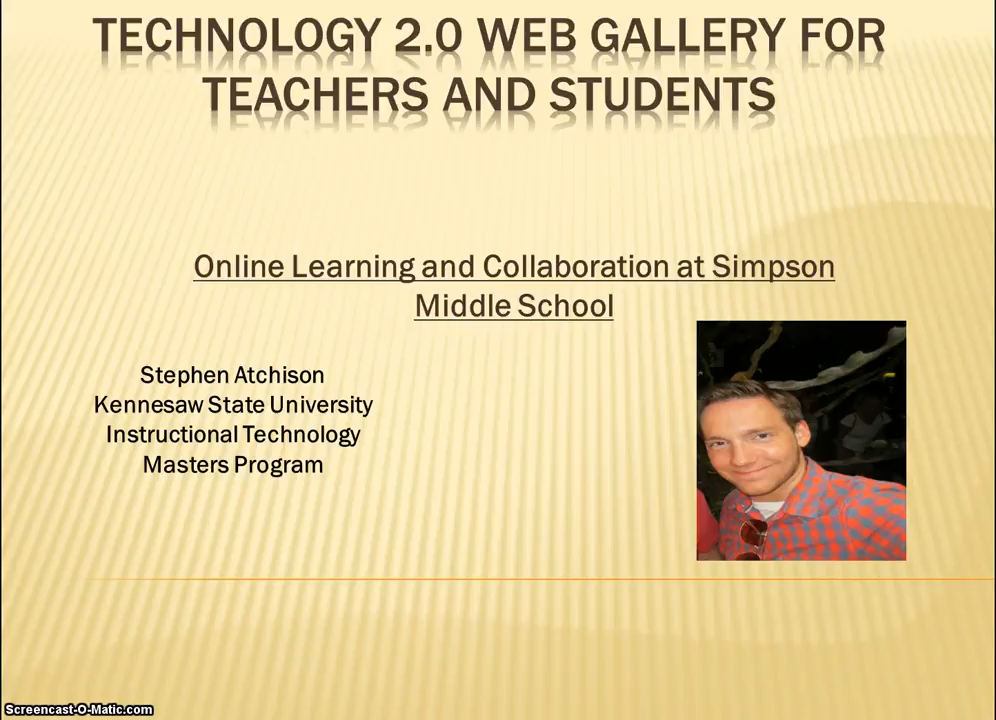 TECHNOLOGY 2.0 WEB GALLERY FOR
TEACHERS AND STUDENTS
Online Learning and Collaboration at Simpson
Middle School
Stephen Atchison
Kennesaw State University
Instructional Technology
Masters Program
Screencast-O-Matic.com